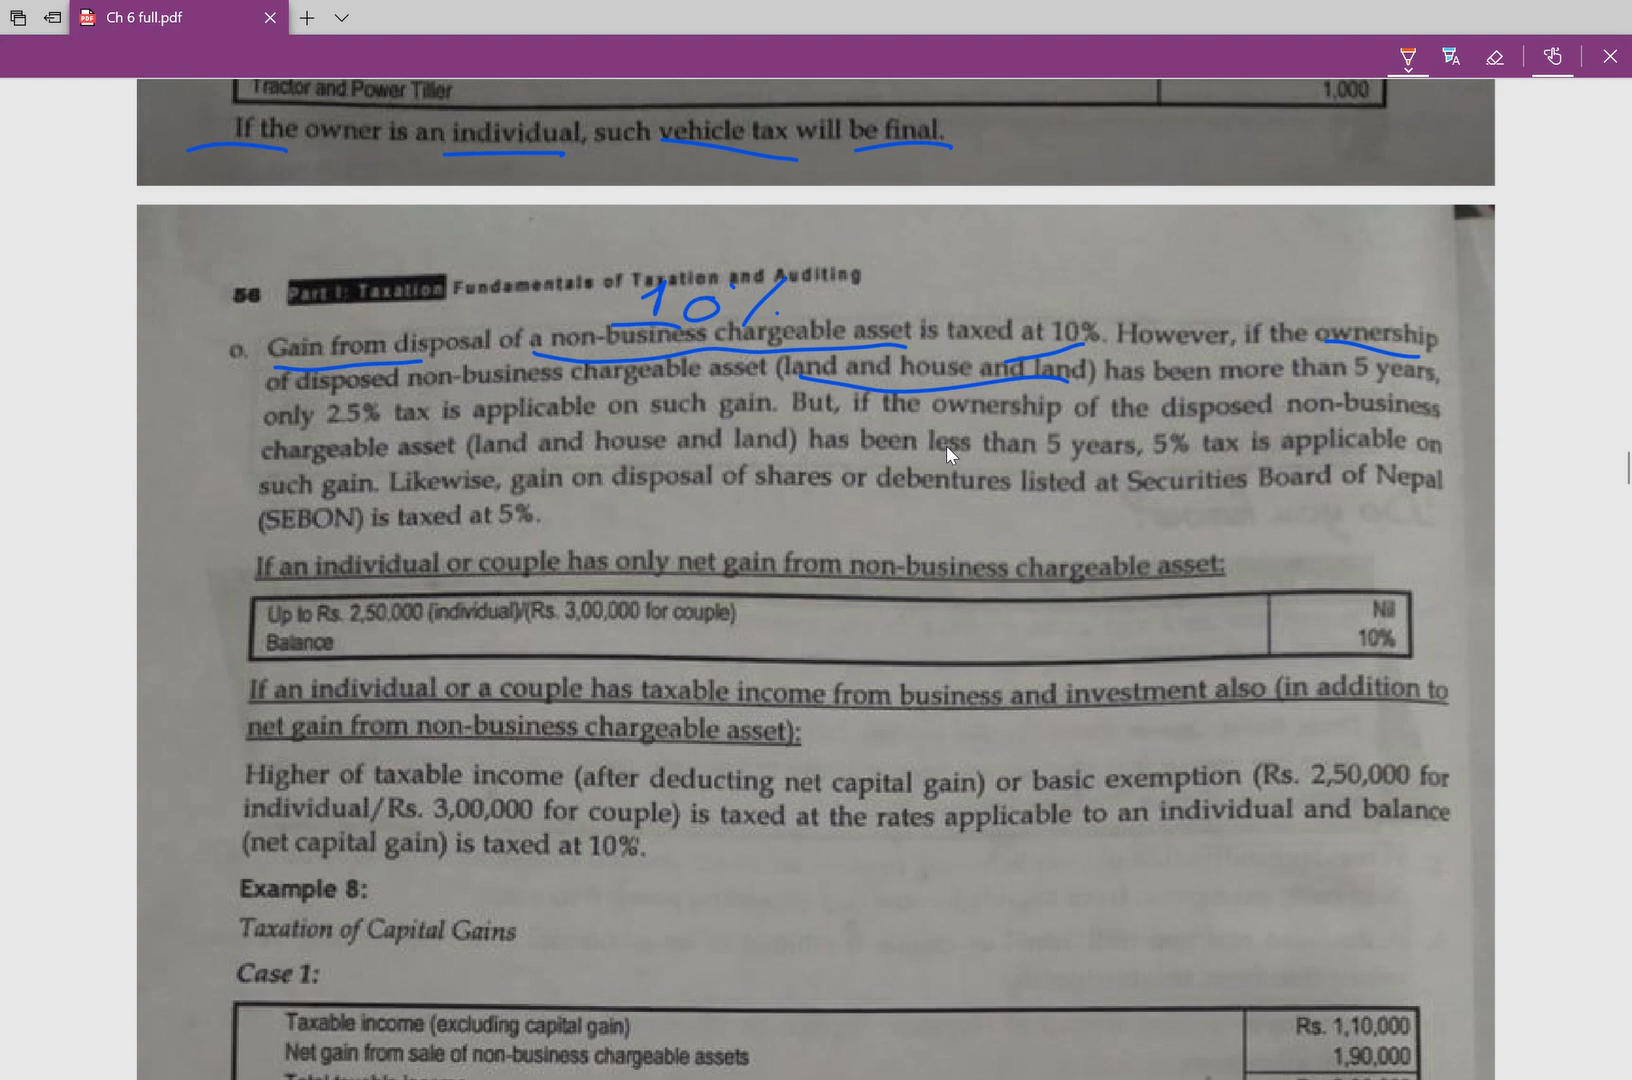 Ch 6 full.pdf
Tractor and Power Tiller 1,000
If the owner is an individual, such vehicle tax will be final.
56 Part I: Taxation Fundamentals of Taxation and Auditing
10%
o. Gain from disposal of a non-business chargeable asset is taxed at 10%. However, if the ownership
of disposed non-business chargeable asset (land and house and land) has been more than 5 years,
only 2.5% tax is applicable on such gain. But, if the ownership of the disposed non-business
chargeable asset (land and house and land) has been less than 5 years, 5% tax is applicable on
such gain. Likewise, gain on disposal of shares or debentures listed at Securities Board of Nepal
(SEBON) is taxed at 5%.
If an individual or couple has only net gain from non-business chargeable asset:
Up to Rs. 2,50,000 (individual)/(Rs. 3,00,000 for couple) Nil
Balance 10%
If an individual or a couple has taxable income from business and investment also (in addition to
net gain from non-business chargeable asset):
Higher of taxable income (after deducting net capital gain) or basic exemption (Rs. 2,50,000 for
individual/Rs. 3,00,000 for couple) is taxed at the rates applicable to an individual and balance
(net capital gain) is taxed at 10%.
Example 8:
Taxation of Capital Gains
Case 1:
Taxable income (excluding capital gain) Rs. 1,10,000
Net gain from sale of non-business chargeable assets 1,90,000